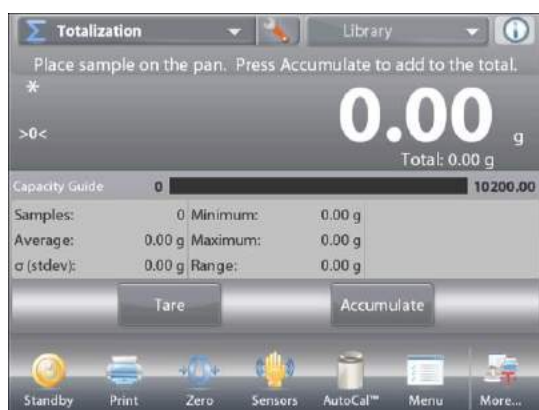 Σ Totalization Library i
Place sample on the pan. Press Accumulate to add to the total.
*
>0<
0.00 g
Total: 0.00 g
Capacity Guide 0 10200.00
Samples: 0 Minimum: 0.00 g
Average: 0.00 g Maximum: 0.00 g
σ (stdev): 0.00 g Range: 0.00 g
Tare Accumulate
→0← 
Standby Print Zero Sensors AutoCal™ Menu More...